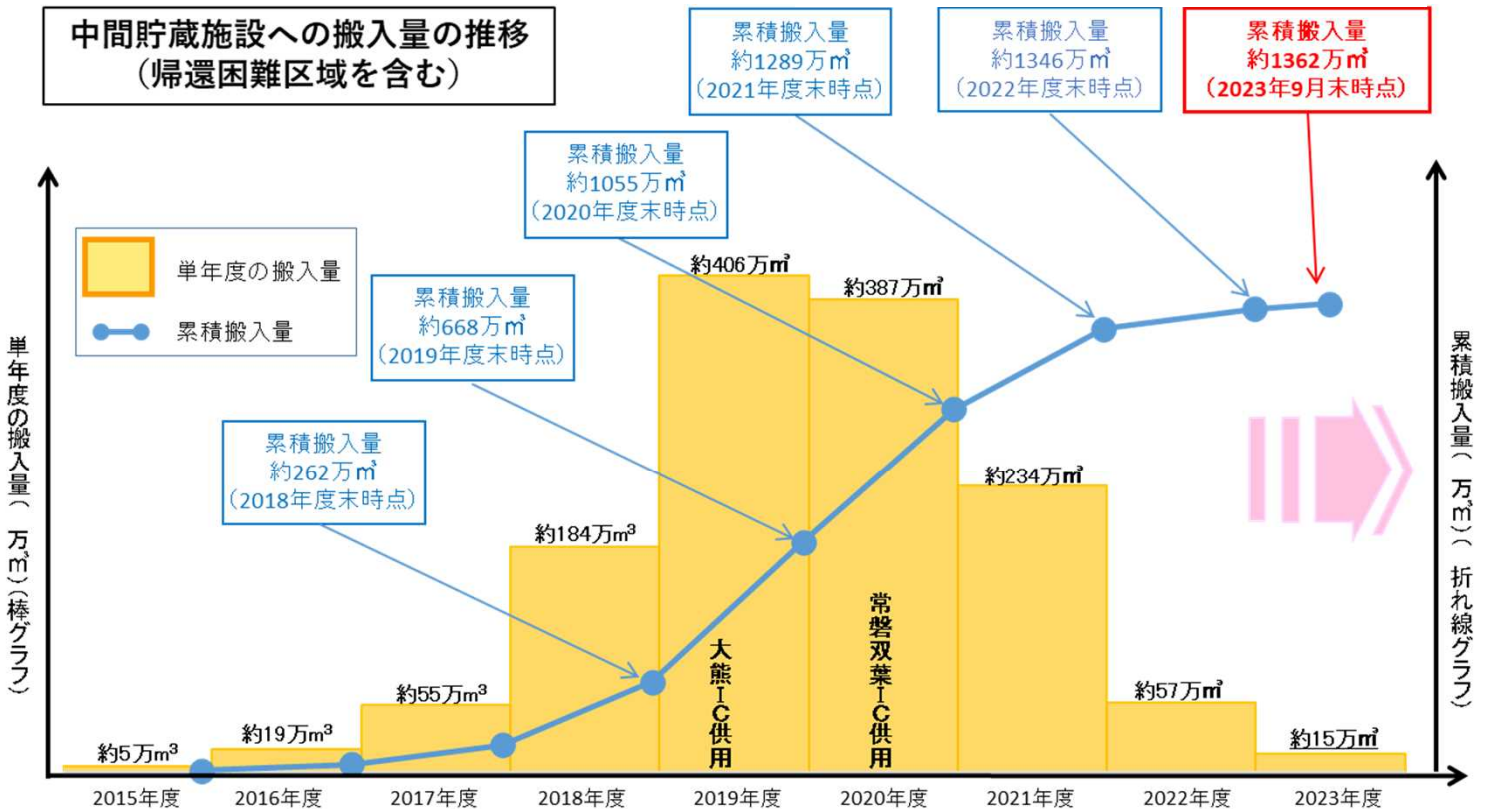 中間貯蔵施設への搬入量の推移
（帰還困難区域を含む）
累積搬入量
約1289万㎥
（2021年度末時点）
累積搬入量
約1346万㎥
（2022年度末時点）
累積搬入量
約1362万㎥
（2023年9月末時点）
累積搬入量
約1055万㎥
（2020年度末時点）
単年度の搬入量
累積搬入量
累積搬入量
約668万㎥
（2019年度末時点）
累積搬入量
約262万㎥
（2018年度末時点）
単年度の搬入量（ 万㎥）（棒グラフ）
累積搬入量（ 万㎥）（ 折れ線グラフ）
約5万m³
約19万m³
約55万m³
約184万m³
約406万㎥
約387万㎥
約234万㎥
約57万㎥
約15万㎥
大熊IC供用
常磐双葉IC供用
2015年度
2016年度
2017年度
2018年度
2019年度
2020年度
2021年度
2022年度
2023年度